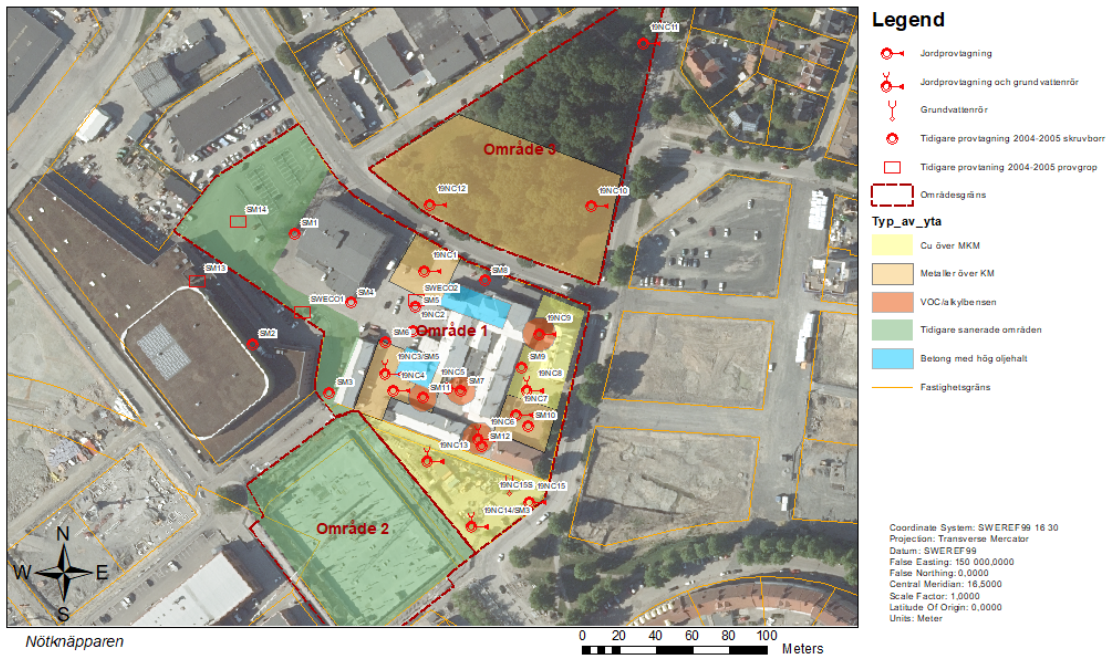 19NC11
Område 3
19NC12
19NC10
SM14
SM1
19NC1
SM8
SM13
SWECO2
SWECO1
SM4
SM5
19NC2
Område 1
19NC9
SM2
SM6
19NC3/SM5
SM9
19NC4
19NC5
19NC8
SM3
SM11
SM7
19NC7
19NC6
SM10
SM12
19NC13
19NC15S
19NC15
19NC14/SM3
Område 2
N
W
E
S
Nötknäpparen
0 20 40 60 80 100
Meters
Legend
Jordprovtagning
Jordprovtagning och grundvattenrör
Grundvattenrör
Tidigare provtagning 2004-2005 skruvborr
Tidigare provtaning 2004-2005 provgrop
Områdesgräns
Typ_av_yta
Cu över MKM
Metaller över KM
VOC/alkylbensen
Tidigare sanerade områden
Betong med hög oljehalt
Fastighetsgräns
Coordinate System: SWEREF99 16 30
Projection: Transverse Mercator
Datum: SWEREF99
False Easting: 150 000,0000
False Northing: 0,0000
Central Meridian: 16,5000
Scale Factor: 1,0000
Latitude Of Origin: 0,0000
Units: Meter